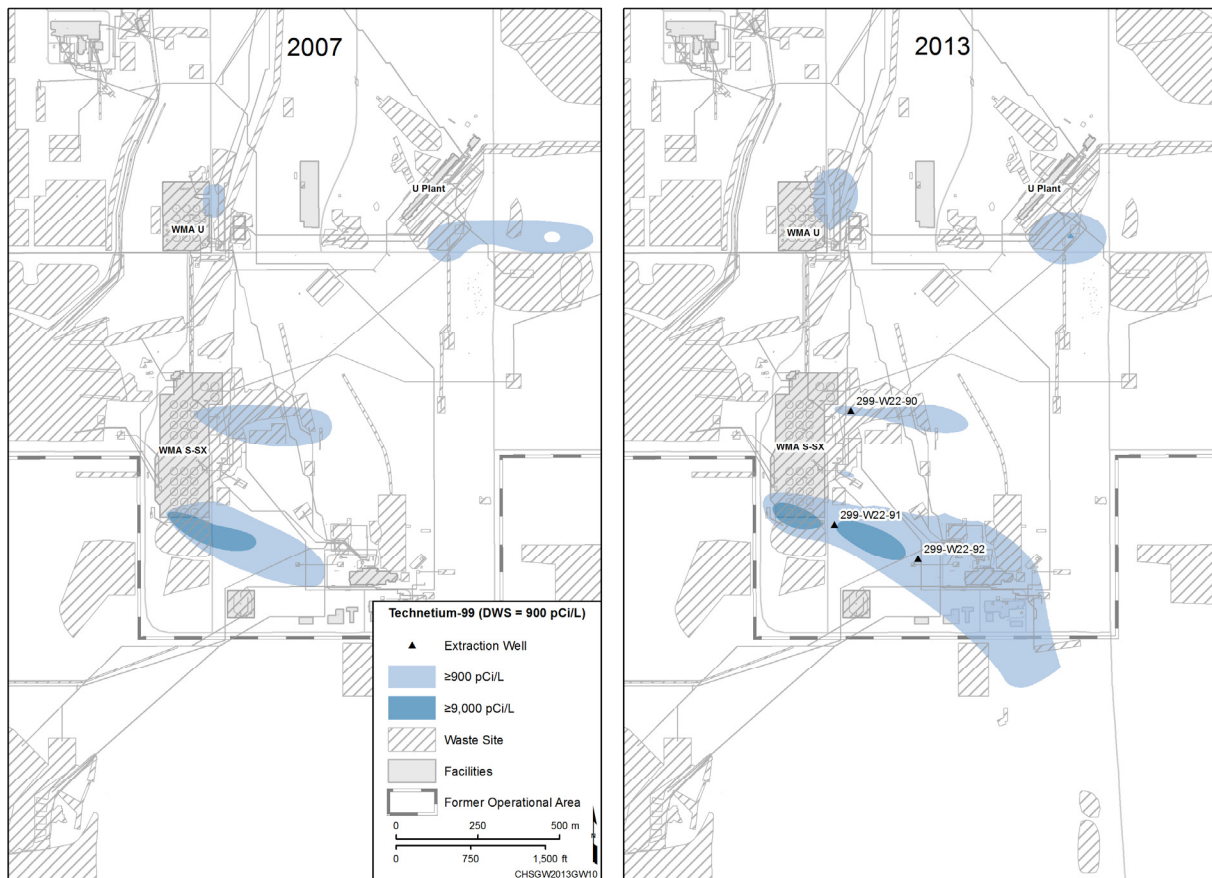 2007
U Plant
WMA U
WMA S-SX
Technetium-99 (DWS = 900 pCi/L)
Extraction Well
≥900 pCi/L
≥9,000 pCi/L
Waste Site
Facilities
Former Operational Area
0 250 500 m
0 750 1,500 ft
N
CHSGW2013GW10
2013
U Plant
WMA U
299-W22-90
WMA S-SX
299-W22-91
299-W22-92